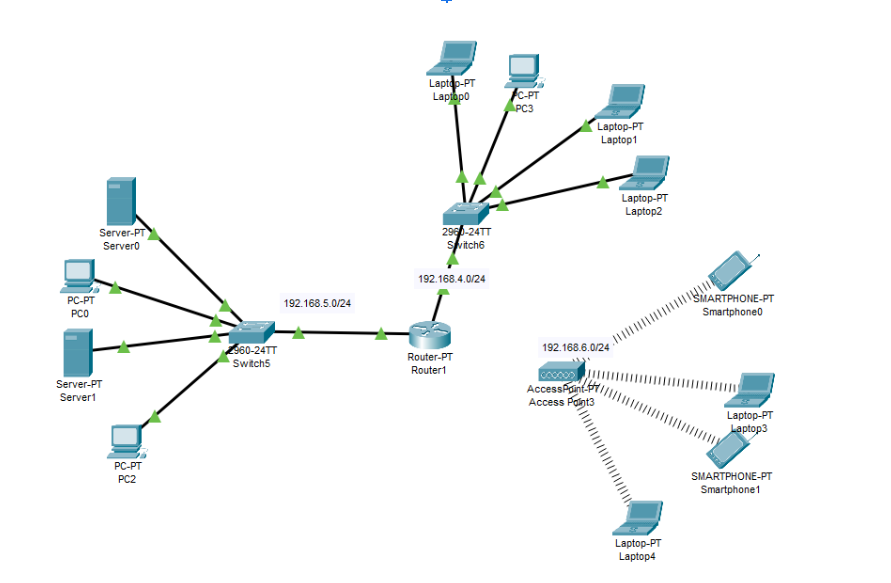 Laptop-PT
Laptop0
PC-PT
PC3
Laptop-PT
Laptop1
Laptop-PT
Laptop2
2960-24TT
Switch6
Server-PT
Server0
PC-PT
PC0
Server-PT
Server1
PC-PT
PC2
192.168.5.0/24
2960-24TT
Switch5
192.168.4.0/24
Router-PT
Router1
192.168.6.0/24
AccessPoint-PT
Access Point3
SMARTPHONE-PT
Smartphone0
Laptop-PT
Laptop3
SMARTPHONE-PT
Smartphone1
Laptop-PT
Laptop4